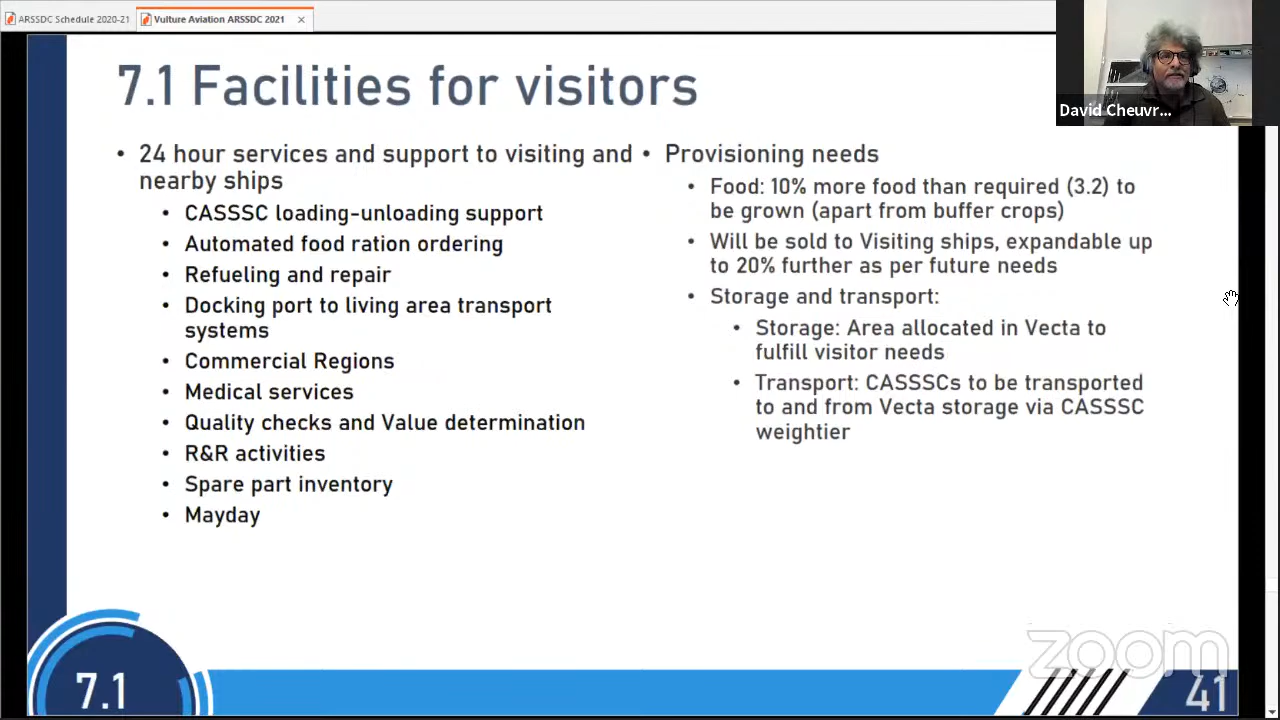 ARSSDC Schedule 2020-21
Vulture Aviation ARSSDC 2021
David Cheuvr...
7.1 Facilities for visitors
• 24 hour services and support to visiting and
nearby ships
• CASSSC loading-unloading support
• Automated food ration ordering
• Refueling and repair
• Docking port to living area transport
systems
• Commercial Regions
• Medical services
• Quality checks and Value determination
• R&R activities
• Spare part inventory
• Mayday
• Provisioning needs
• Food: 10% more food than required (3.2) to
be grown (apart from buffer crops)
• Will be sold to Visiting ships, expandable up
to 20% further as per future needs
• Storage and transport:
• Storage: Area allocated in Vecta to
fulfill visitor needs
• Transport: CASSSCs to be transported
to and from Vecta storage via CASSSC
weightier
zoom
7.1
41